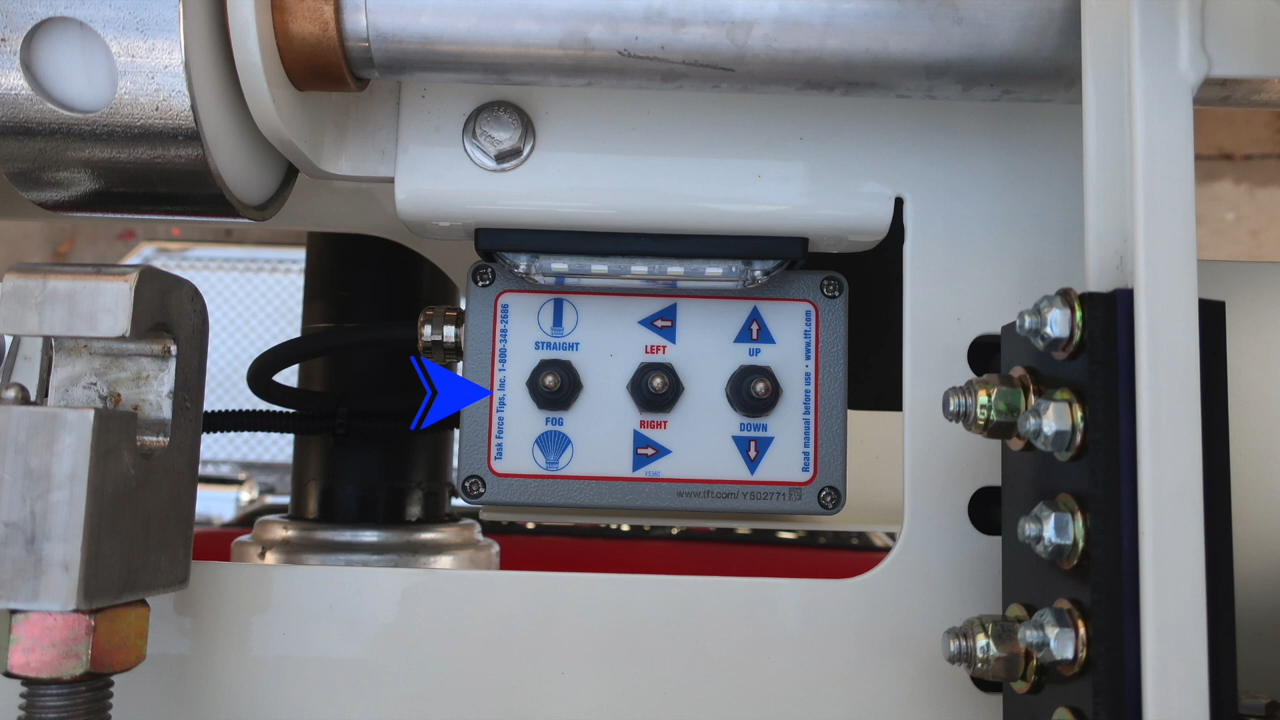 Task Force Tips, Inc. 1-800-348-2686
STRAIGHT
LEFT
UP
FOG
RIGHT
DOWN
Read manual before use • www.tft.com
www.tft.com/ Y602771